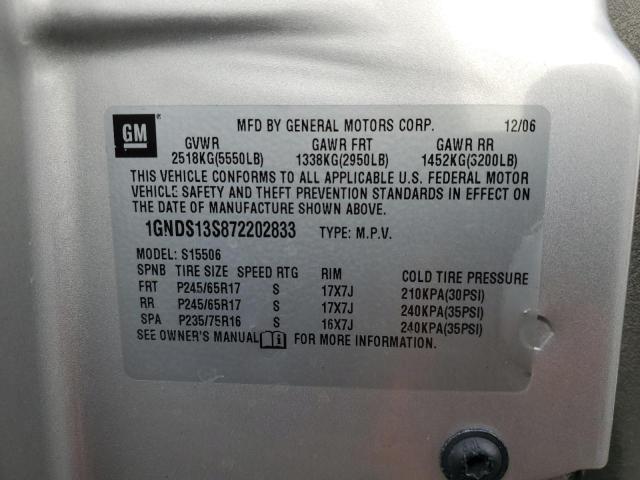 GM
MFD BY GENERAL MOTORS CORP. 12/06
GVWR GAWR FRT GAWR RR
2518KG(5550LB) 1338KG(2950LB) 1452KG(3200LB)
THIS VEHICLE CONFORMS TO ALL APPLICABLE U.S. FEDERAL MOTOR
VEHICLE SAFETY AND THEFT PREVENTION STANDARDS IN EFFECT ON
THE DATE OF MANUFACTURE SHOWN ABOVE.
1GNDS13S872202833 TYPE: M.P.V.
MODEL: S15506
SPNB TIRE SIZE SPEED RTG RIM COLD TIRE PRESSURE
FRT P245/65R17 S 17X7J 210KPA(30PSI)
RR P245/65R17 S 17X7J 240KPA(35PSI)
SPA P235/75R16 S 16X7J 240KPA(35PSI)
SEE OWNER'S MANUAL FOR MORE INFORMATION.